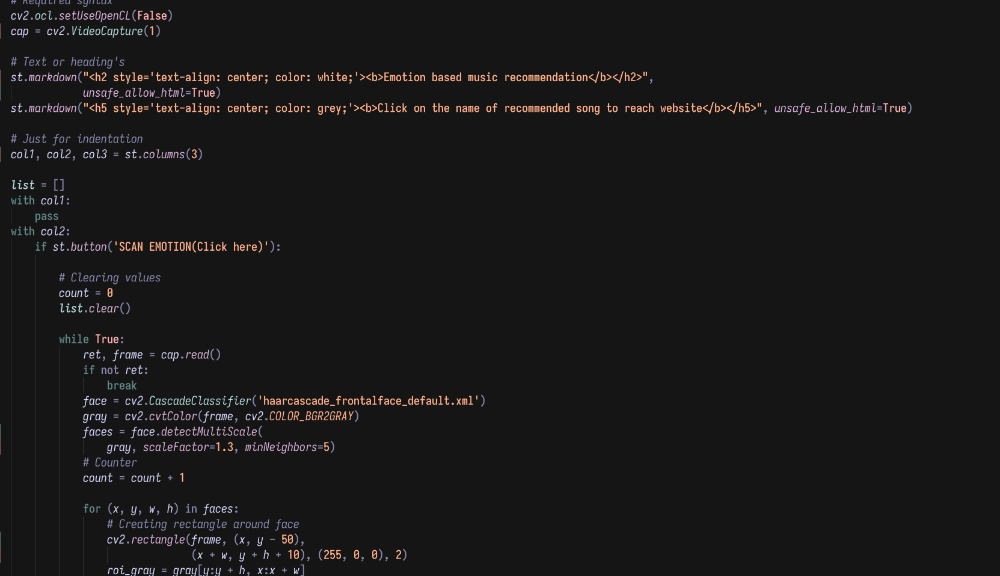 # Required syntax
cv2.ocl.setUseOpenCL(False)
cap = cv2.VideoCapture(1)
# Text or heading's
st.markdown("<h2 style='text-align: center; color: white;'><b>Emotion based music recommendation</b></h2>",
unsafe_allow_html=True)
st.markdown("<h5 style='text-align: center; color: grey;'><b>Click on the name of recommended song to reach website</b></h5>", unsafe_allow_html=True)
# Just for indentation
col1, col2, col3 = st.columns(3)
list = []
with col1:
pass
with col2:
if st.button('SCAN EMOTION(Click here)'):
# Clearing values
count = 0
list.clear()
while True:
ret, frame = cap.read()
if not ret:
break
face = cv2.CascadeClassifier('haarcascade_frontalface_default.xml')
gray = cv2.cvtColor(frame, cv2.COLOR_BGR2GRAY)
faces = face.detectMultiScale(
gray, scaleFactor=1.3, minNeighbors=5)
# Counter
count = count + 1
for (x, y, w, h) in faces:
# Creating rectangle around face
cv2.rectangle(frame, (x, y - 50),
(x + w, y + h + 10), (255, 0, 0), 2)
roi_gray = gray[y:y + h, x:x + w]